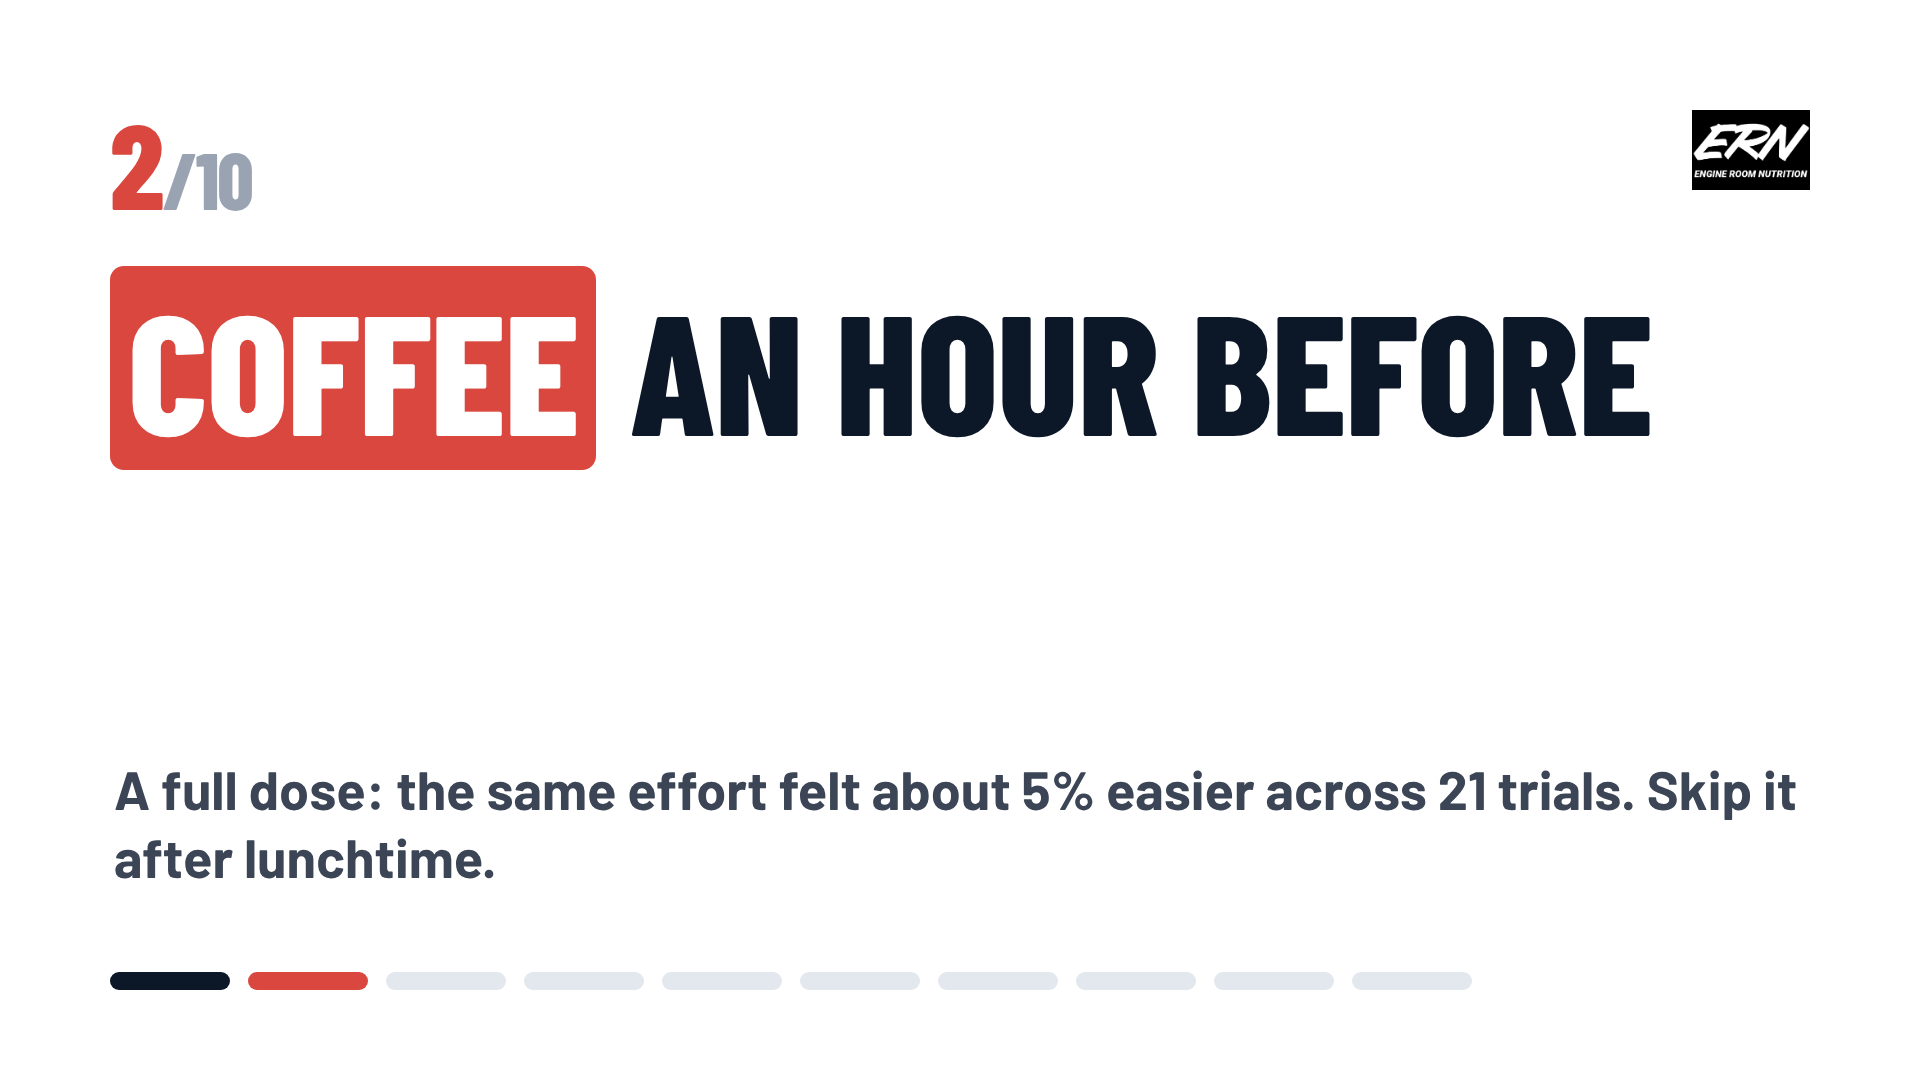 2/10
ERN
ENGINE ROOM NUTRITION
COFFEE AN HOUR BEFORE
A full dose: the same effort felt about 5% easier across 21 trials. Skip it
after lunchtime.